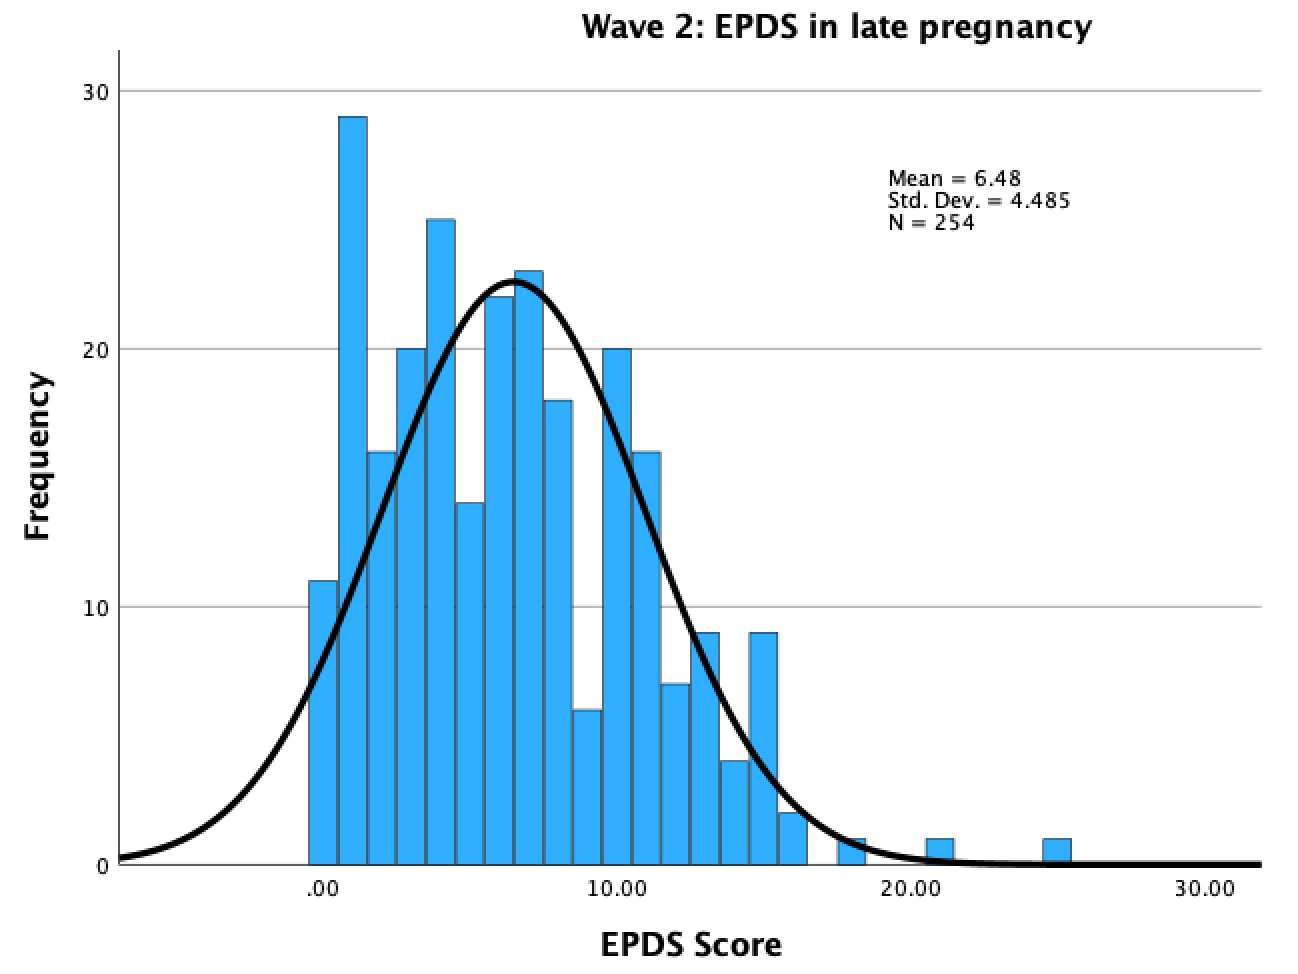 Wave 2: EPDS in late pregnancy
30
Mean = 6.48
Std. Dev. = 4.485
N = 254
20
Frequency
10
0
.00 10.00 20.00 30.00
EPDS Score